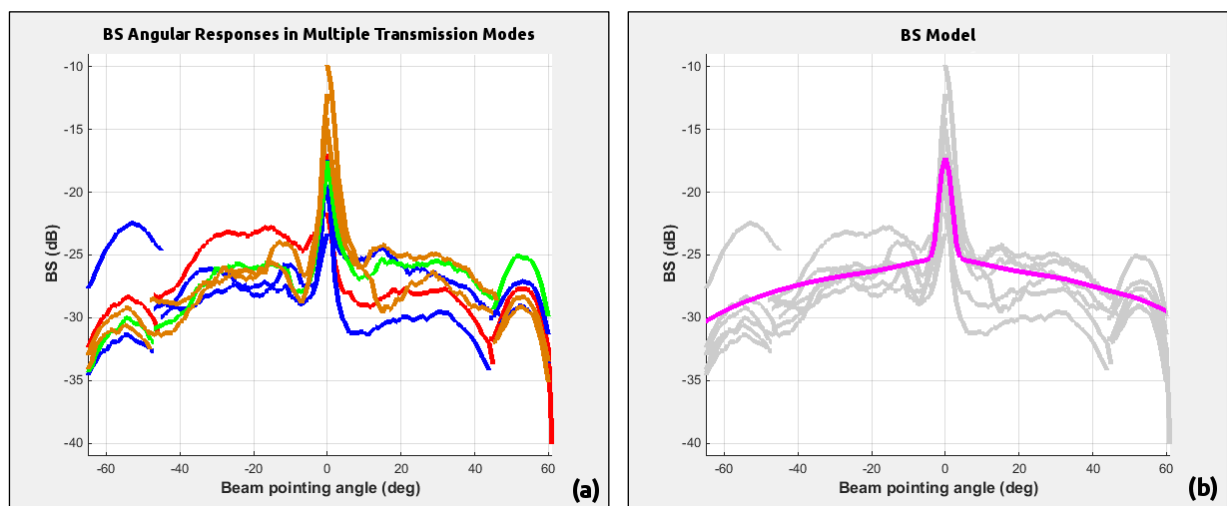 BS Angular Responses in Multiple Transmission Modes
-10
-15
-20
-25
-30
-35
-40
BS (dB)
-60 -40 -20 0 20 40 60
Beam pointing angle (deg)
(a)
BS Model
-10
-15
-20
-25
-30
-35
-40
BS (dB)
-60 -40 -20 0 20 40 60
Beam pointing angle (deg)
(b)